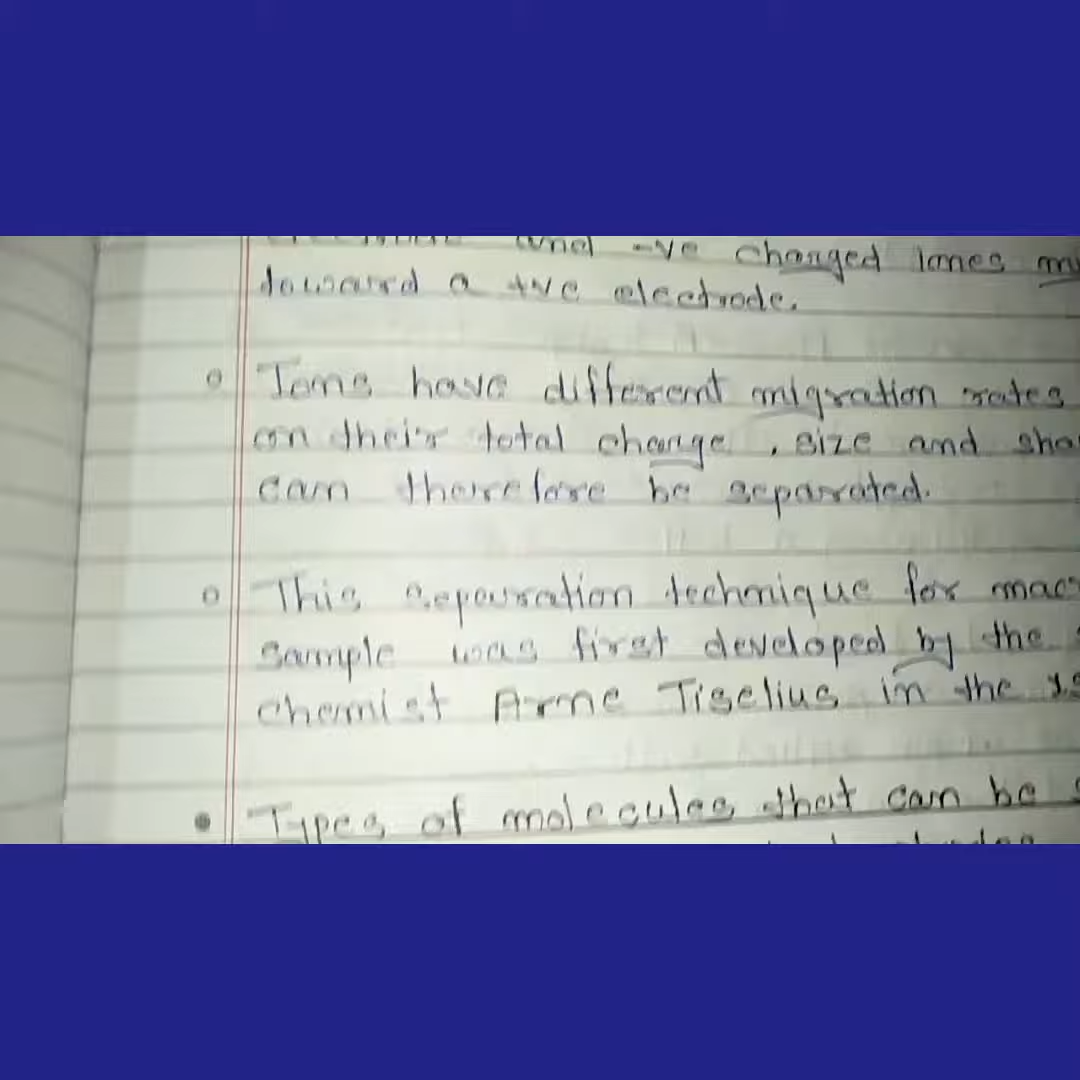 and -ve charged iones
toward a +ve electrode.
Ions have different migration rates
on their total charge, size and
can therefore be separated.
This separation technique for
sample was first developed by the
chemist Arne Tiselius in the
Types of molecules that can be